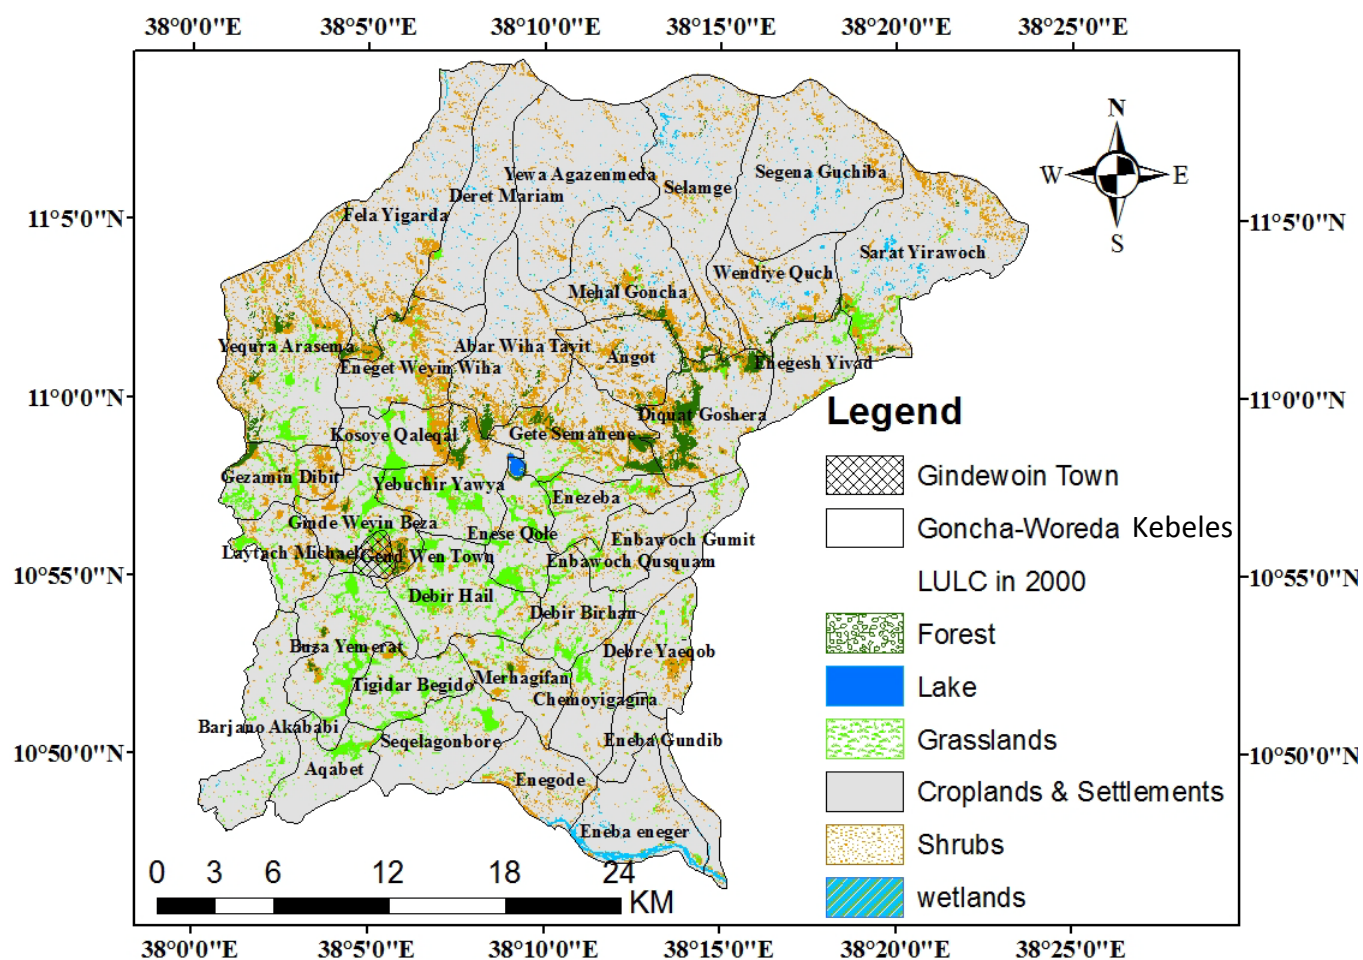 38°0'0"E 38°5'0"E 38°10'0"E 38°15'0"E 38°20'0"E 38°25'0"E
N
W E
S
Yewa Agazenmeda
Segena Guchiba
Selamge
Deret Mariam
Fela Yigarda
11°5'0"N 11°5'0"N
Sarat Yirawoch
Wendiye Quch
Mehal Goncha
Yequra Arasema
Abar Wiha Tayit
Angot
Enegesh Yivad
Eneget Weyin Wiha
11°0'0"N 11°0'0"N
Diquat Goshera
Kosoye Qaleqal
Gete Semanene
Gezamin Dibit
Yebuchir Yawya
Enezeba
Ginde Weyin Beza
Enese Qole
Enbawoch Gumit
Laytach Michael
Gend Wen Town
Enbawoch Qusquam
10°55'0"N 10°55'0"N
Debir Hail
Debir Birhan
Buza Yemerat
Debre Yaeqob
Merhagifan
Tigidar Begido
Chemoyigagira
Barjano Akababi
Seqelagonbore
Eneba Gundib
10°50'0"N 10°50'0"N
Aqabet
Enegode
Eneba eneger
Legend
Gindewoin Town
Goncha-Woreda Kebeles
LULC in 2000
Forest
Lake
Grasslands
Croplands & Settlements
Shrubs
wetlands
0 3 6 12 18 24
KM
38°0'0"E 38°5'0"E 38°10'0"E 38°15'0"E 38°20'0"E 38°25'0"E